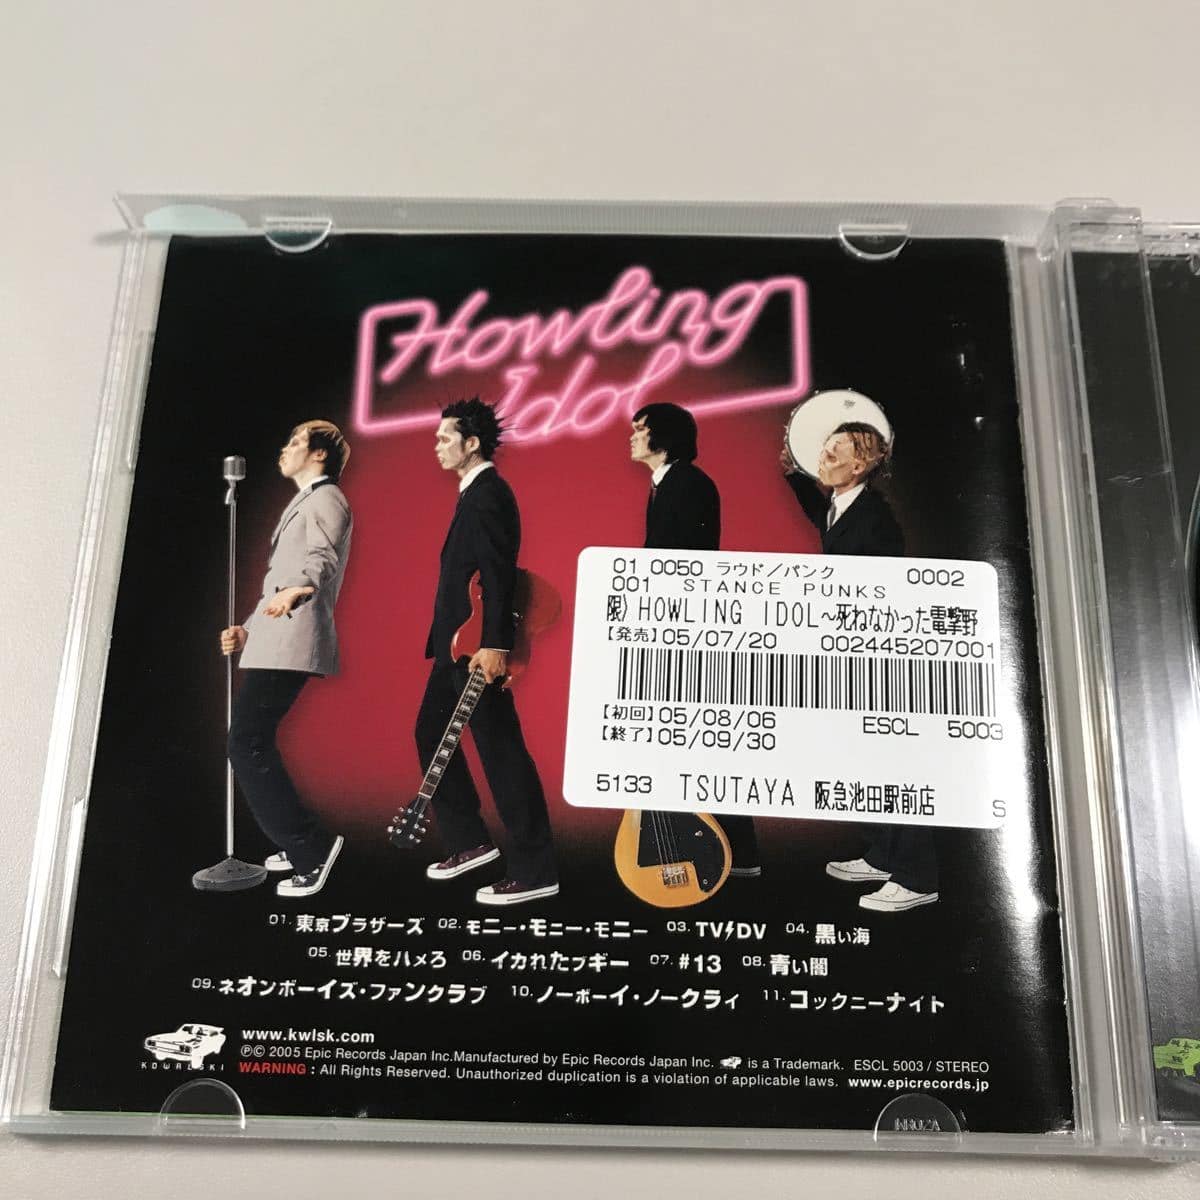 Howling
Idol
01 0050 ラウド／パンク 0002
001 STANCE PUNKS
限〉HOWLING IDOL～死ねなかった電撃野
【発売】05/07/20 002445207001
【初回】05/08/06 ESCL 5003
【終了】05/09/30
5133 TSUTAYA 阪急池田駅前店 S
01. 東京ブラザーズ 02. モニー・モニー・モニー 03. TV⚡DV 04. 黒い海
05. 世界をハメろ 06. イカれたブギー 07. #13 08. 青い闇
09. ネオンボーイズ・ファンクラブ 10. ノーボーイ・ノークライ 11. コックニーナイト
www.kwlsk.com
℗© 2005 Epic Records Japan Inc.Manufactured by Epic Records Japan Inc. is a Trademark. ESCL 5003 / STEREO
KOWALSKI
WARNING : All Rights Reserved. Unauthorized duplication is a violation of applicable laws. www.epicrecords.jp